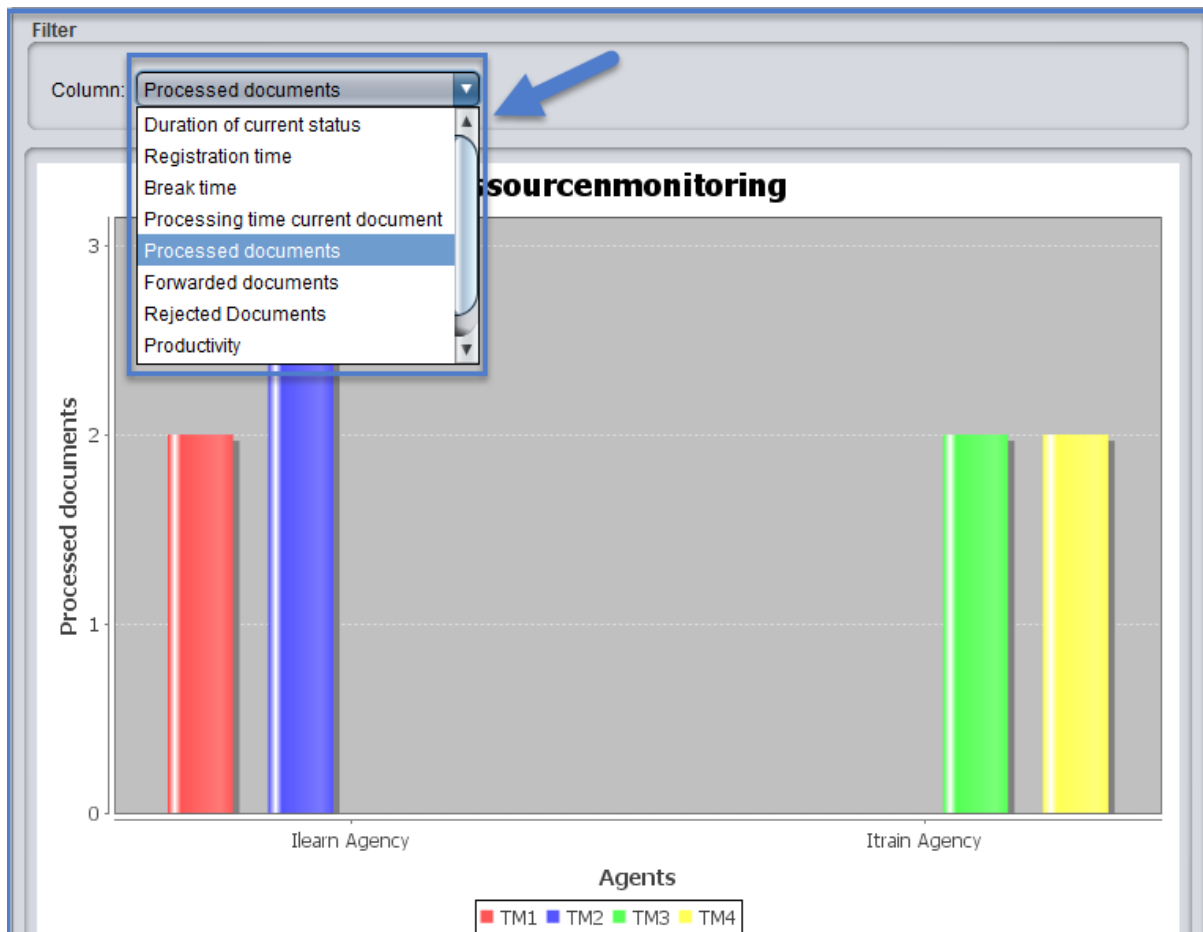 Filter
Column: Processed documents
Duration of current status
Registration time
Break time
Processing time current document
Processed documents
Forwarded documents
Rejected Documents
Productivity
ssourcenmonitoring
3
2
1
0
Processed documents
Ilearn Agency Itrain Agency
Agents
TM1 TM2 TM3 TM4